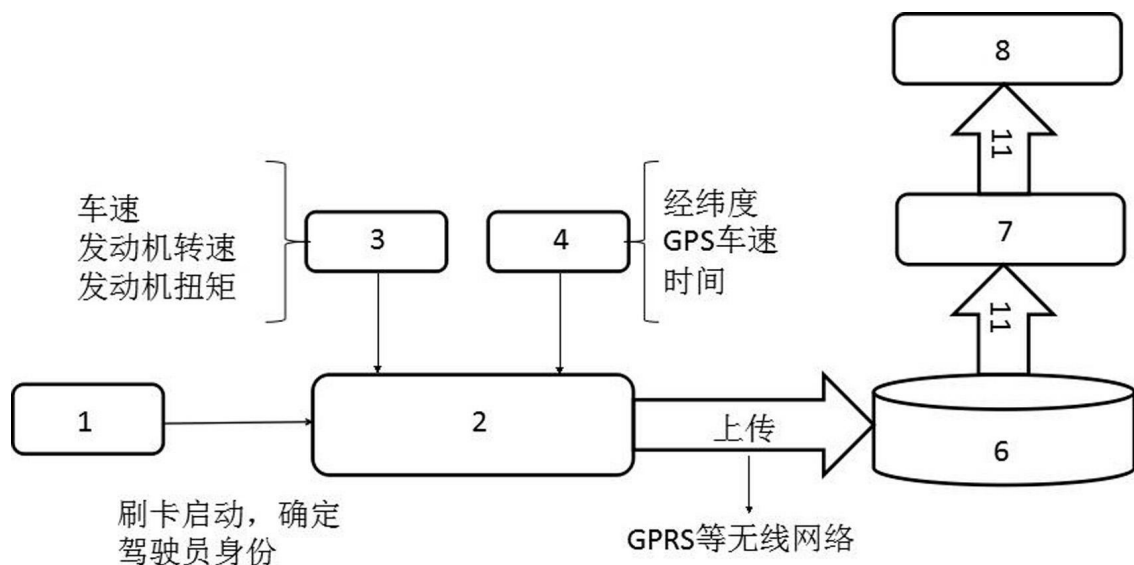 8
11
车速
发动机转速
发动机扭矩
3
4
经纬度
GPS车速
时间
7
11
1
2
上传
6
刷卡启动，确定
驾驶员身份
GPRS等无线网络